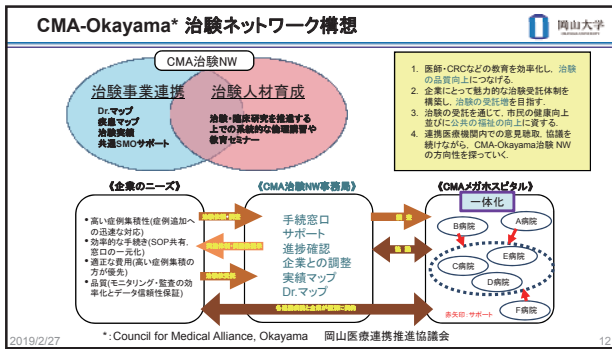 CMA-Okayama* 治験ネットワーク構想
岡山大学
CMA治験NW
治験事業連携
Dr.マップ
疾患マップ
治験実績
共通SMOサポート
治験人材育成
治験・臨床研究を推進する
上での系統的な倫理講習や
教育セミナー
1. 医師・CRCなどの教育を効率化し、治験
の品質向上につなげる。
2. 企業にとって魅力的な治験受託体制を
構築し、治験の受託増を目指す。
3. 治験の受託を通じて、市民の健康向上
並びに公共の福祉の向上に資する。
4. 連携医療機関内での意見聴取、協議を
続けながら、CMA-Okayama治験 NW
の方向性を探っていく。
《企業のニーズ》
• 高い症例集積性(症例追加へ
の迅速な対応)
• 効率的な手続き(SOP共有、
窓口の一元化)
• 適正な費用(高い症例集積の
方が優先)
• 品質(モニタリング・監査の効
率化とデータ信頼性保証)
《CMA治験NW事務局》
手続窓口
サポート
進捗確認
企業との調整
実績マップ
Dr.マップ
《CMAメガホスピタル》
一体化
B病院
A病院
C病院
E病院
D病院
F病院
赤矢印：サポート
2019/2/27
*：Council for Medical Alliance, Okayama 岡山医療連携推進協議会
12